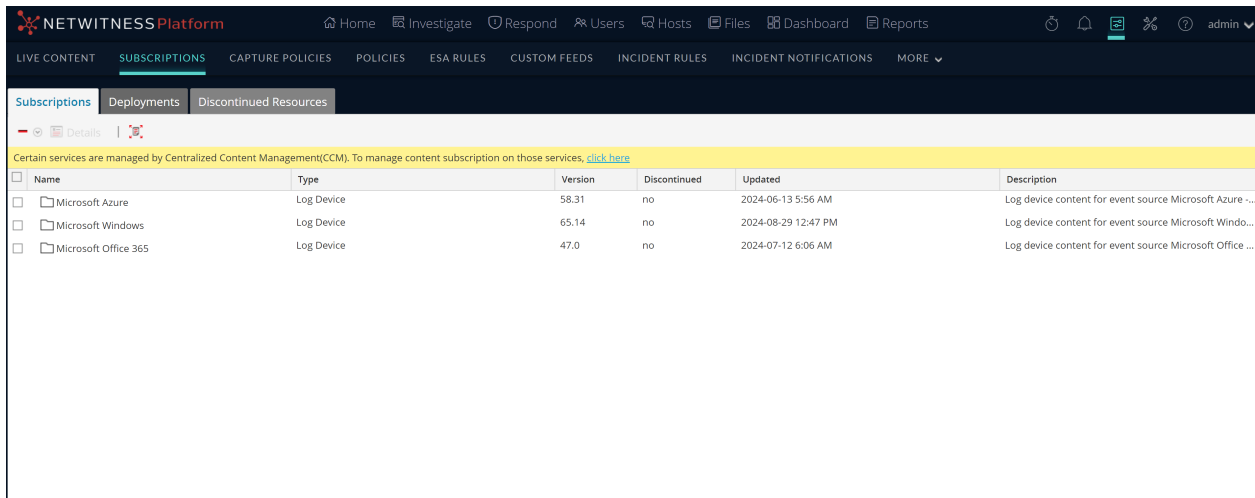 NETWITNESS Platform Home Investigate Respond Users Hosts Files Dashboard Reports admin
LIVE CONTENT SUBSCRIPTIONS CAPTURE POLICIES POLICIES ESA RULES CUSTOM FEEDS INCIDENT RULES INCIDENT NOTIFICATIONS MORE
Subscriptions Deployments Discontinued Resources
Details
Certain services are managed by Centralized Content Management(CCM). To manage content subscription on those services, click here
Name Type Version Discontinued Updated Description
Microsoft Azure Log Device 58.31 no 2024-06-13 5:56 AM Log device content for event source Microsoft Azure -...
Microsoft Windows Log Device 65.14 no 2024-08-29 12:47 PM Log device content for event source Microsoft Windo...
Microsoft Office 365 Log Device 47.0 no 2024-07-12 6:06 AM Log device content for event source Microsoft Office ...